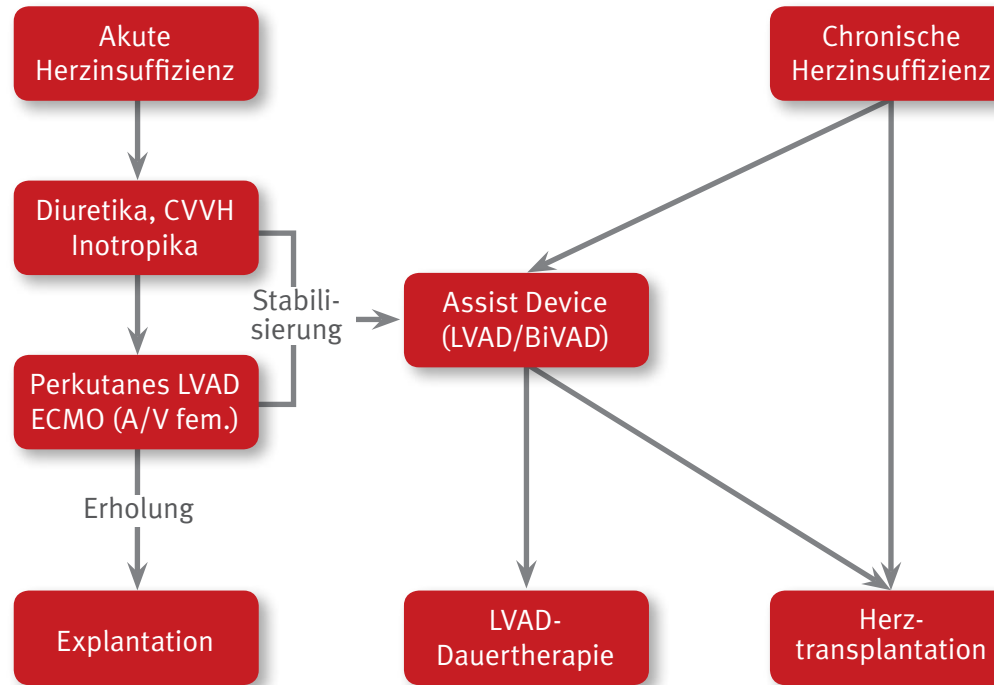 Akute
Herzinsuffizienz
Chronische
Herzinsuffizienz
Diuretika, CVVH
Inotropika
Stabili-
sierung
Assist Device
(LVAD/BiVAD)
Perkutanes LVAD
ECMO (A/V fem.)
Erholung
Explantation
LVAD-
Dauertherapie
Herz-
transplantation